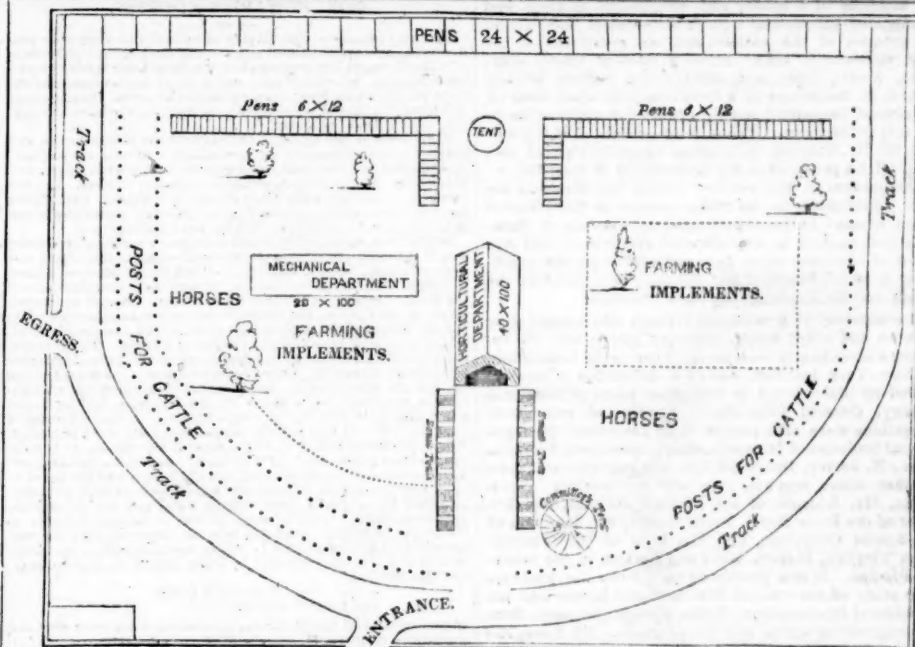 PENS 24 × 24
Pens 6 × 12
TENT
Pens 6 × 12
Track
Track
POSTS FOR CATTLE
MECHANICAL
DEPARTMENT
20 × 100
HORSES
FARMING
IMPLEMENTS.
HORTICULTURAL
DEPARTMENT
40 × 100
FARMING
IMPLEMENTS.
EGRESS.
HORSES
Track
POSTS FOR CATTLE
Track
ENTRANCE.